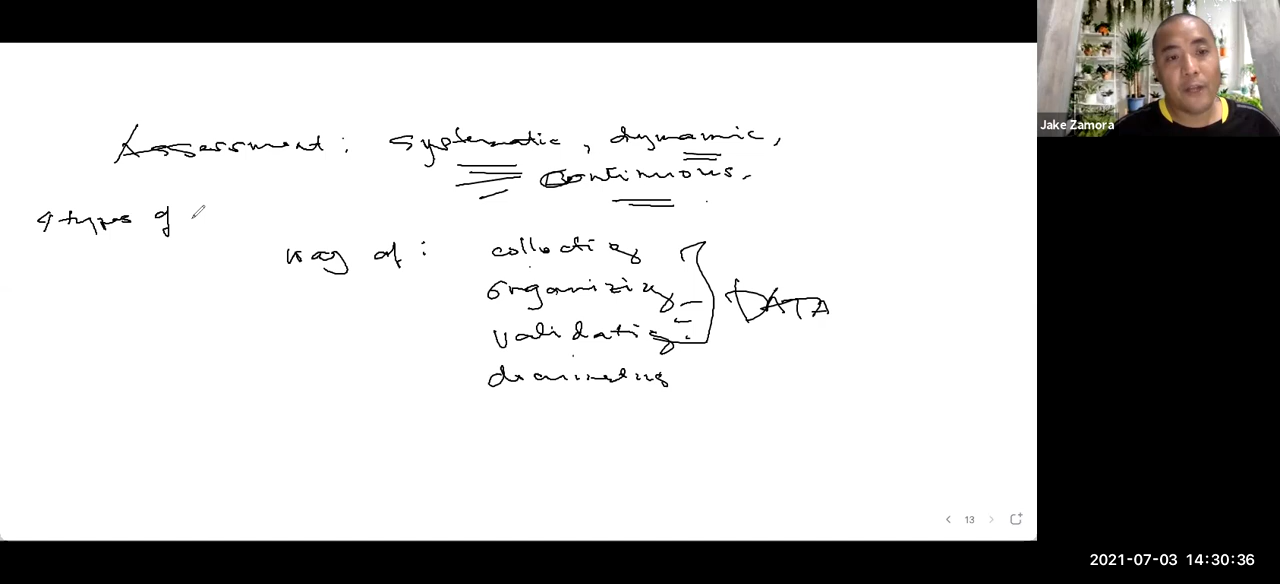 Assessment : systematic, dynamic,
continuous.
4 types of
way of :
collecting
organizing
validating
DATA
Jake Zamora
13
2021-07-03 14:30:36